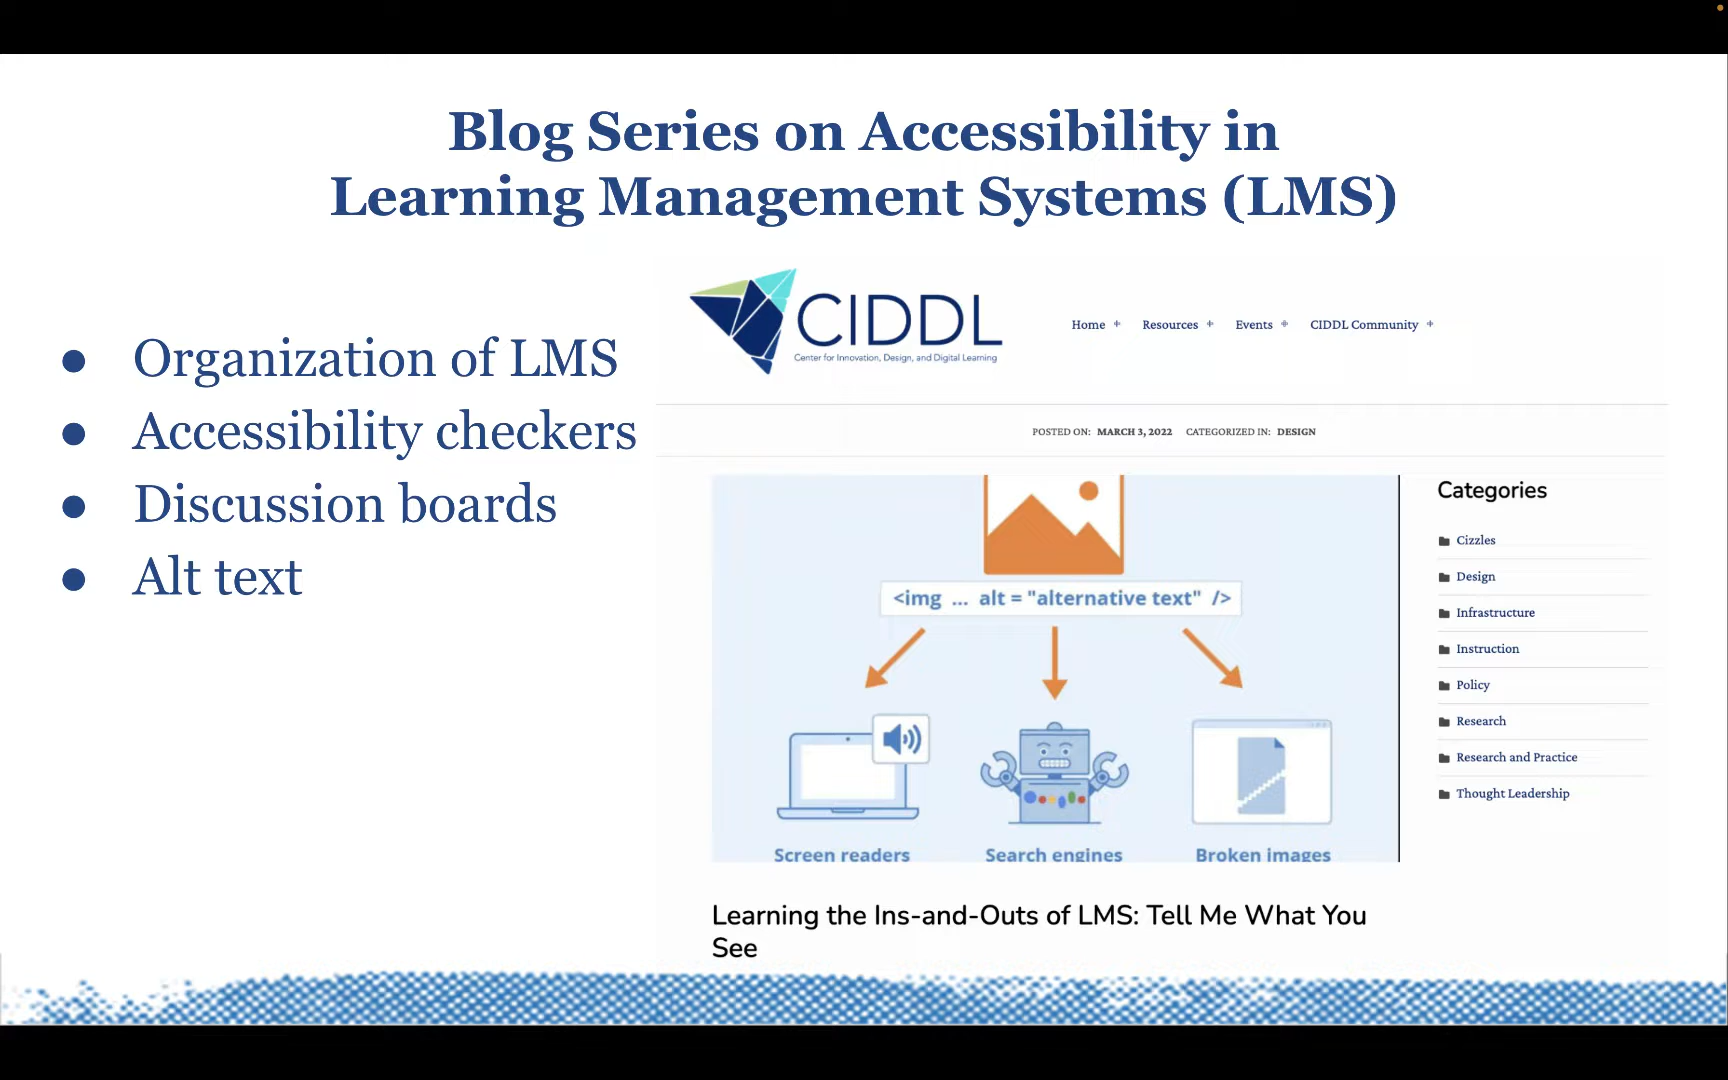 Blog Series on Accessibility in
Learning Management Systems (LMS)
● Organization of LMS
● Accessibility checkers
● Discussion boards
● Alt text
CIDDL
Center for Innovation, Design, and Digital Learning
Home + Resources + Events + CIDDL Community +
POSTED ON: MARCH 3, 2022 CATEGORIZED IN: DESIGN
<img ... alt = "alternative text" />
Screen readers
Search engines
Broken images
Learning the Ins-and-Outs of LMS: Tell Me What You
See
Categories
Cizzles
Design
Infrastructure
Instruction
Policy
Research
Research and Practice
Thought Leadership